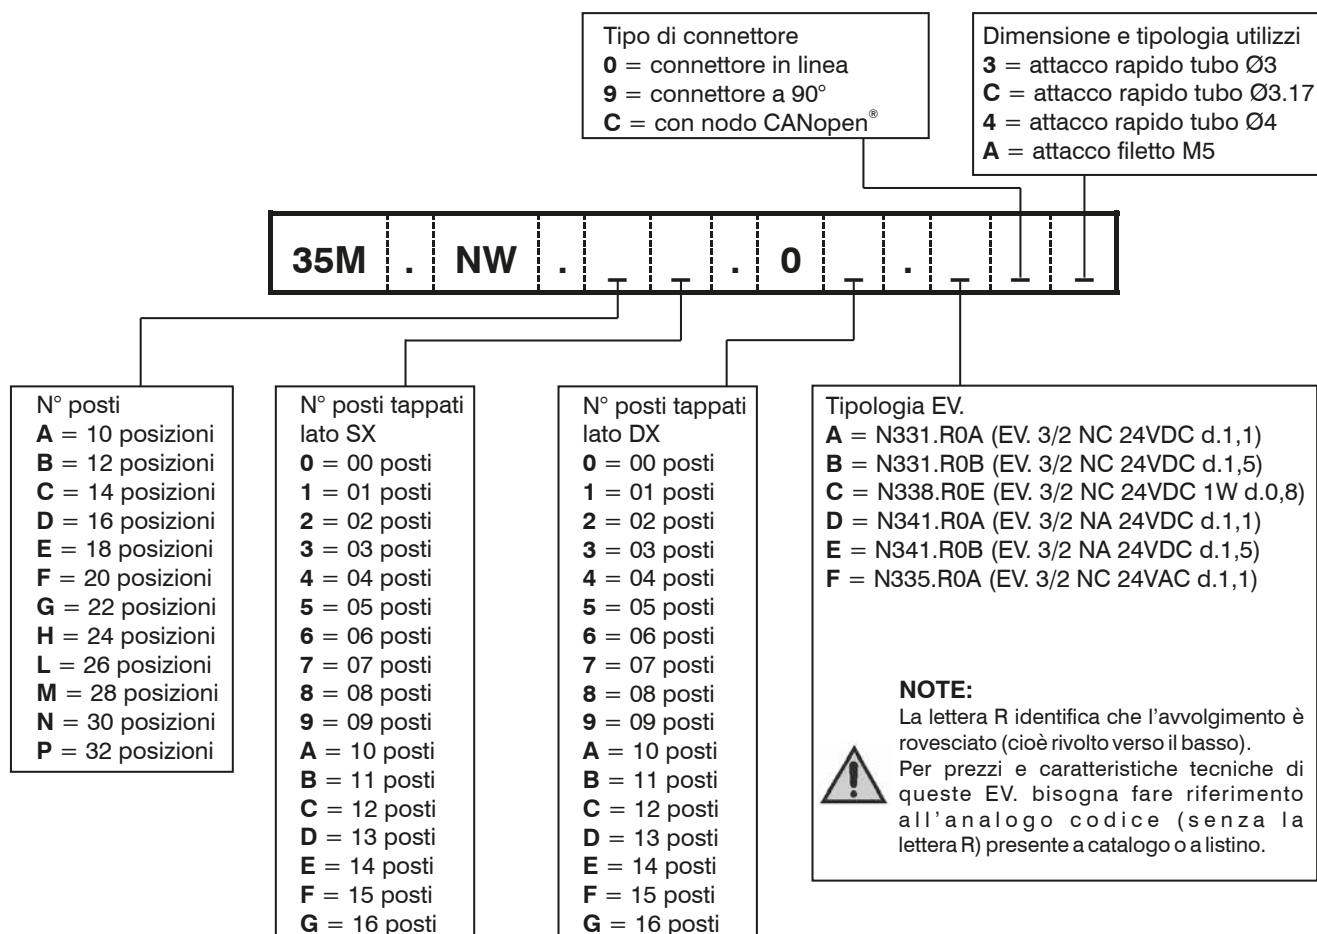 Tipo di connettore
0 = connettore in linea
9 = connettore a 90°
C = con nodo CANopen®
Dimensione e tipologia utilizzi
3 = attacco rapido tubo Ø3
C = attacco rapido tubo Ø3.17
4 = attacco rapido tubo Ø4
A = attacco filetto M5
35M . NW . _ _ . 0 _ . _ _ _
N° posti
A = 10 posizioni
B = 12 posizioni
C = 14 posizioni
D = 16 posizioni
E = 18 posizioni
F = 20 posizioni
G = 22 posizioni
H = 24 posizioni
L = 26 posizioni
M = 28 posizioni
N = 30 posizioni
P = 32 posizioni
N° posti tappati
lato SX
0 = 00 posti
1 = 01 posti
2 = 02 posti
3 = 03 posti
4 = 04 posti
5 = 05 posti
6 = 06 posti
7 = 07 posti
8 = 08 posti
9 = 09 posti
A = 10 posti
B = 11 posti
C = 12 posti
D = 13 posti
E = 14 posti
F = 15 posti
G = 16 posti
N° posti tappati
lato DX
0 = 00 posti
1 = 01 posti
2 = 02 posti
3 = 03 posti
4 = 04 posti
5 = 05 posti
6 = 06 posti
7 = 07 posti
8 = 08 posti
9 = 09 posti
A = 10 posti
B = 11 posti
C = 12 posti
D = 13 posti
E = 14 posti
F = 15 posti
G = 16 posti
Tipologia EV.
A = N331.R0A (EV. 3/2 NC 24VDC d.1,1)
B = N331.R0B (EV. 3/2 NC 24VDC d.1,5)
C = N338.R0E (EV. 3/2 NC 24VDC 1W d.0,8)
D = N341.R0A (EV. 3/2 NA 24VDC d.1,1)
E = N341.R0B (EV. 3/2 NA 24VDC d.1,5)
F = N335.R0A (EV. 3/2 NC 24VAC d.1,1)
NOTE:
La lettera R identifica che l'avvolgimento è
rovesciato (cioè rivolto verso il basso).
Per prezzi e caratteristiche tecniche di
queste EV. bisogna fare riferimento
all'analogo codice (senza la
lettera R) presente a catalogo o a listino.